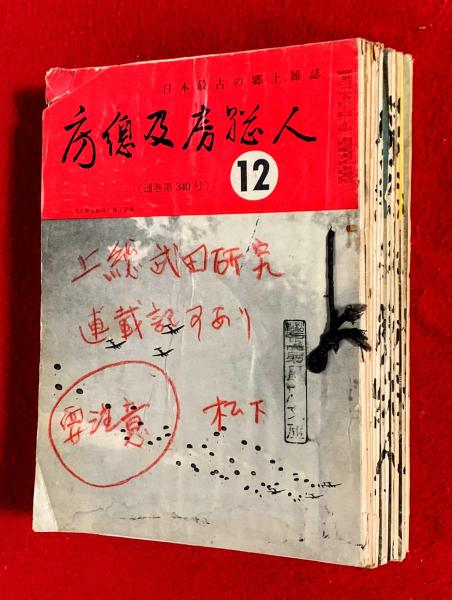 日本最古の郷土雑誌
房總及房総人
(通巻第340号)
12
上総武田研究
連載記事あり
要注意
松下